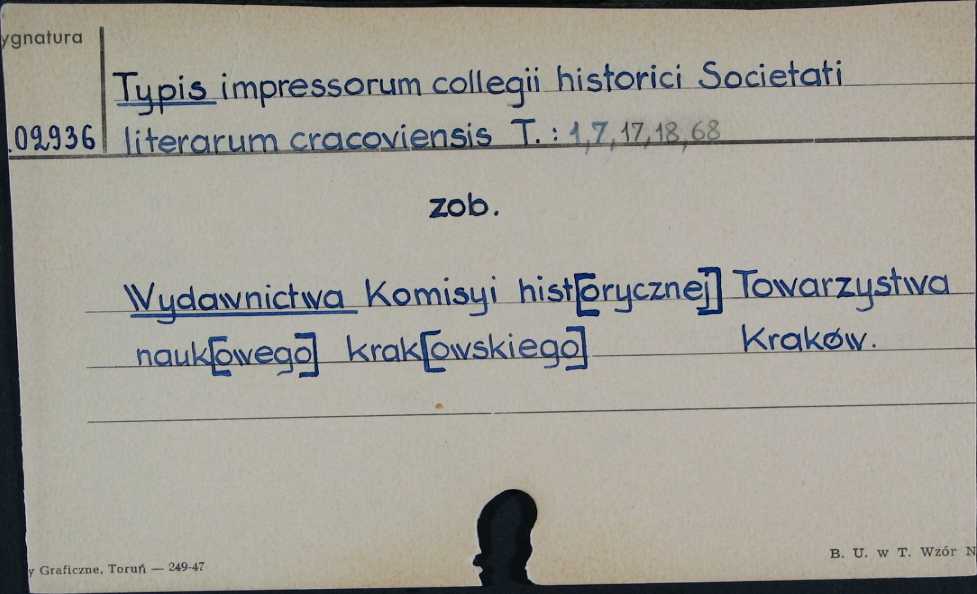 ygnatura
Typis impressorum collegii historici Societati
.02936 literarum cracoviensis T.: 1,7,17,18,68
zob.
Wydawnictwa Komisyi hist[orycznej] Towarzystwa
nauk[owego] krak[owskiego] Kraków.
y Graficzne, Toruń — 249-47
B. U. w T. Wzór N